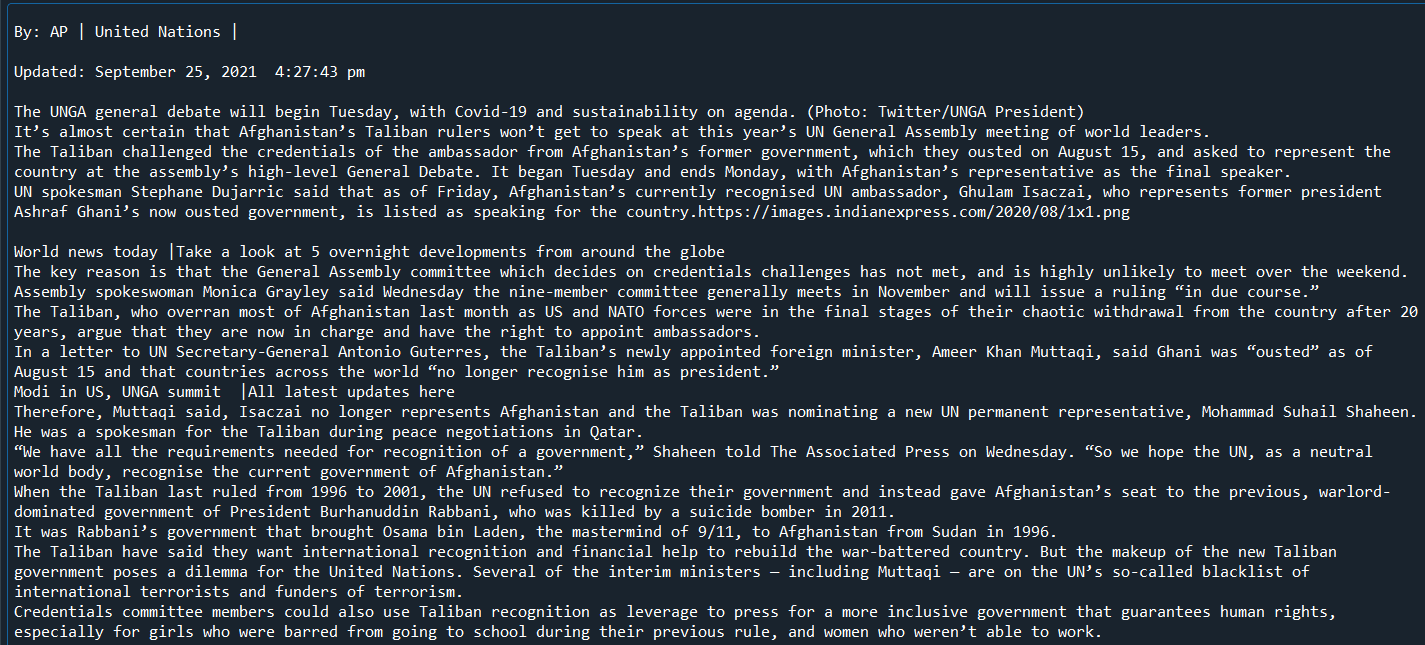 By: AP | United Nations |
Updated: September 25, 2021  4:27:43 pm
The UNGA general debate will begin Tuesday, with Covid-19 and sustainability on agenda. (Photo: Twitter/UNGA President)
It’s almost certain that Afghanistan’s Taliban rulers won’t get to speak at this year’s UN General Assembly meeting of world leaders.
The Taliban challenged the credentials of the ambassador from Afghanistan’s former government, which they ousted on August 15, and asked to represent the
country at the assembly’s high-level General Debate. It began Tuesday and ends Monday, with Afghanistan’s representative as the final speaker.
UN spokesman Stephane Dujarric said that as of Friday, Afghanistan’s currently recognised UN ambassador, Ghulam Isaczai, who represents former president
Ashraf Ghani’s now ousted government, is listed as speaking for the country.https://images.indianexpress.com/2020/08/1x1.png
World news today |Take a look at 5 overnight developments from around the globe
The key reason is that the General Assembly committee which decides on credentials challenges has not met, and is highly unlikely to meet over the weekend.
Assembly spokeswoman Monica Grayley said Wednesday the nine-member committee generally meets in November and will issue a ruling “in due course.”
The Taliban, who overran most of Afghanistan last month as US and NATO forces were in the final stages of their chaotic withdrawal from the country after 20
years, argue that they are now in charge and have the right to appoint ambassadors.
In a letter to UN Secretary-General Antonio Guterres, the Taliban’s newly appointed foreign minister, Ameer Khan Muttaqi, said Ghani was “ousted” as of
August 15 and that countries across the world “no longer recognise him as president.”
Modi in US, UNGA summit  |All latest updates here
Therefore, Muttaqi said, Isaczai no longer represents Afghanistan and the Taliban was nominating a new UN permanent representative, Mohammad Suhail Shaheen.
He was a spokesman for the Taliban during peace negotiations in Qatar.
“We have all the requirements needed for recognition of a government,” Shaheen told The Associated Press on Wednesday. “So we hope the UN, as a neutral
world body, recognise the current government of Afghanistan.”
When the Taliban last ruled from 1996 to 2001, the UN refused to recognize their government and instead gave Afghanistan’s seat to the previous, warlord-
dominated government of President Burhanuddin Rabbani, who was killed by a suicide bomber in 2011.
It was Rabbani’s government that brought Osama bin Laden, the mastermind of 9/11, to Afghanistan from Sudan in 1996.
The Taliban have said they want international recognition and financial help to rebuild the war-battered country. But the makeup of the new Taliban
government poses a dilemma for the United Nations. Several of the interim ministers — including Muttaqi — are on the UN’s so-called blacklist of
international terrorists and funders of terrorism.
Credentials committee members could also use Taliban recognition as leverage to press for a more inclusive government that guarantees human rights,
especially for girls who were barred from going to school during their previous rule, and women who weren’t able to work.